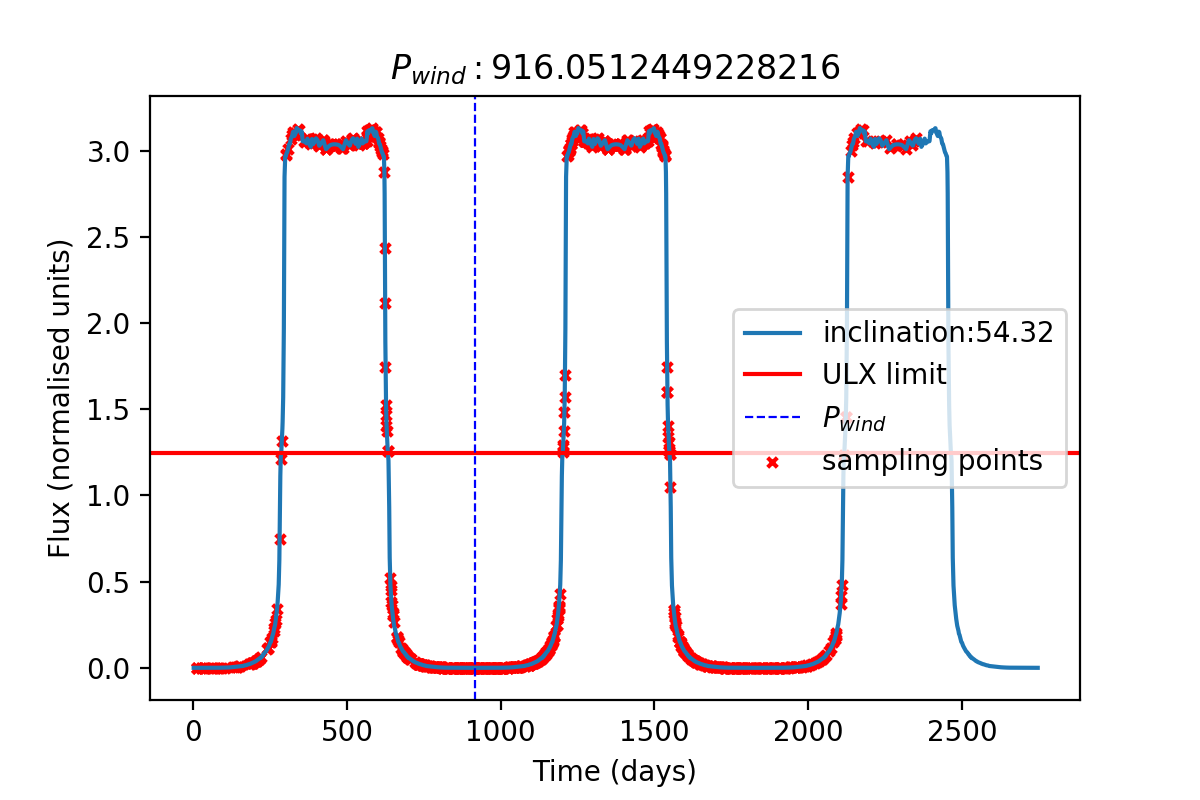 P_wind : 916.0512449228216
Flux (normalised units)
3.0
2.5
2.0
1.5
1.0
0.5
0.0
inclination:54.32
ULX limit
P_wind
sampling points
0 500 1000 1500 2000 2500
Time (days)